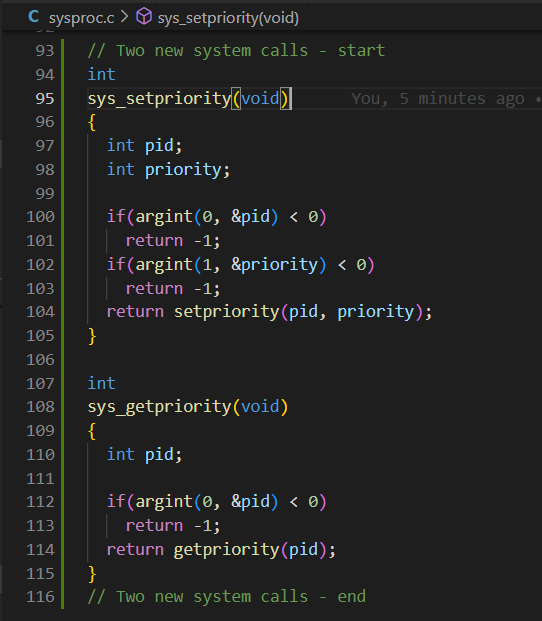 C sysproc.c > sys_setpriority(void)
93 // Two new system calls - start
94 int
95 sys_setpriority(void) You, 5 minutes ago •
96 {
97 int pid;
98 int priority;
99
100 if(argint(0, &pid) < 0)
101 return -1;
102 if(argint(1, &priority) < 0)
103 return -1;
104 return setpriority(pid, priority);
105 }
106
107 int
108 sys_getpriority(void)
109 {
110 int pid;
111
112 if(argint(0, &pid) < 0)
113 return -1;
114 return getpriority(pid);
115 }
116 // Two new system calls - end